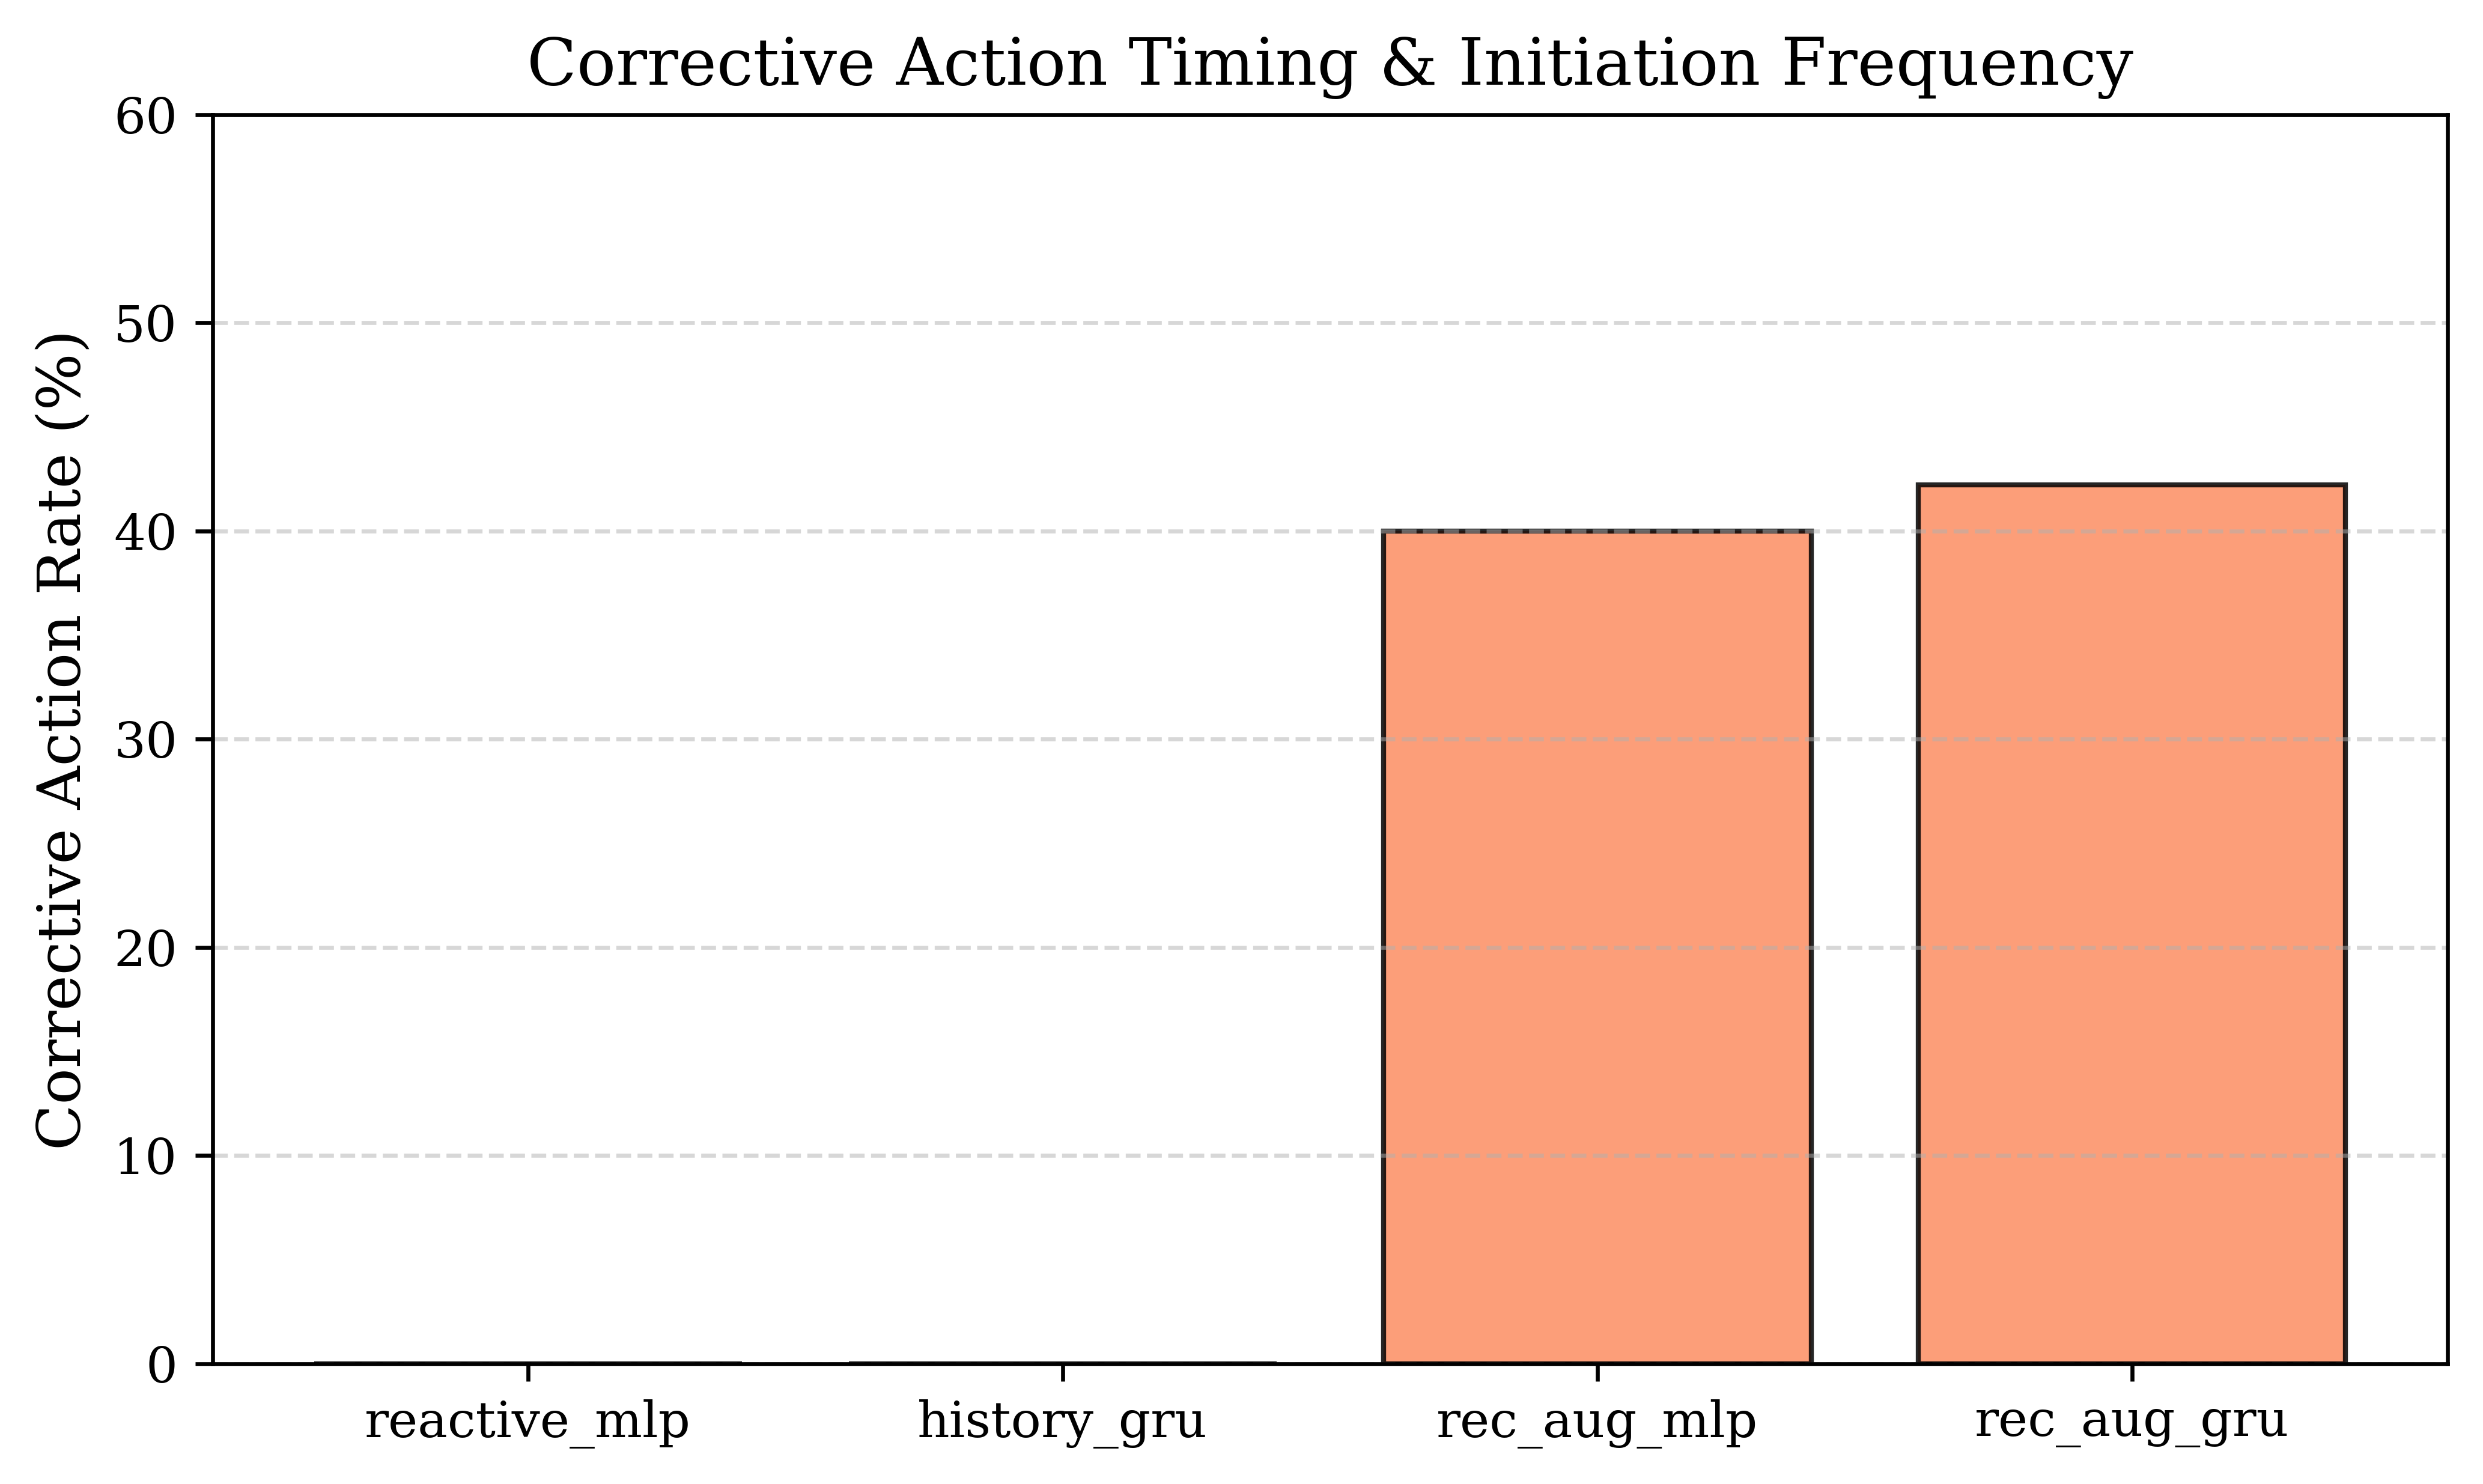 Corrective Action Timing & Initiation Frequency
Corrective Action Rate (%)
60
50
40
30
20
10
0
reactive_mlp history_gru rec_aug_mlp rec_aug_gru